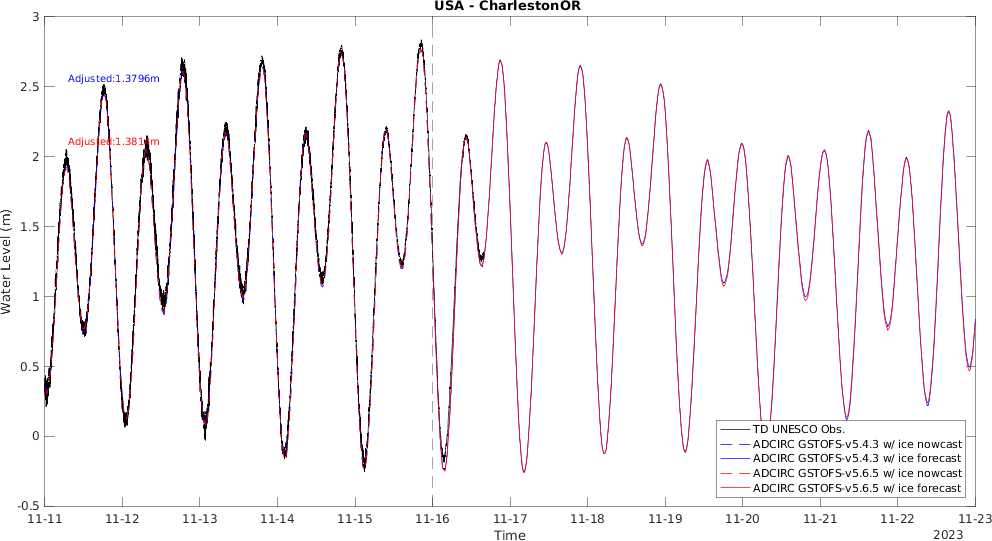 USA - CharlestonOR
3
2.5
2
1.5
1
0.5
0
-0.5
Water Level (m)
Adjusted:1.3796m
Adjusted:1.381
11-11
11-12
11-13
11-14
11-15
11-16
11-17
11-18
11-19
11-20
11-21
11-22
11-23
Time
2023
TD UNESCO Obs.
ADCIRC GSTOFS-v5.4.3 w/ ice nowcast
ADCIRC GSTOFS-v5.4.3 w/ ice forecast
ADCIRC GSTOFS-v5.6.5 w/ ice nowcast
ADCIRC GSTOFS-v5.6.5 w/ ice forecast